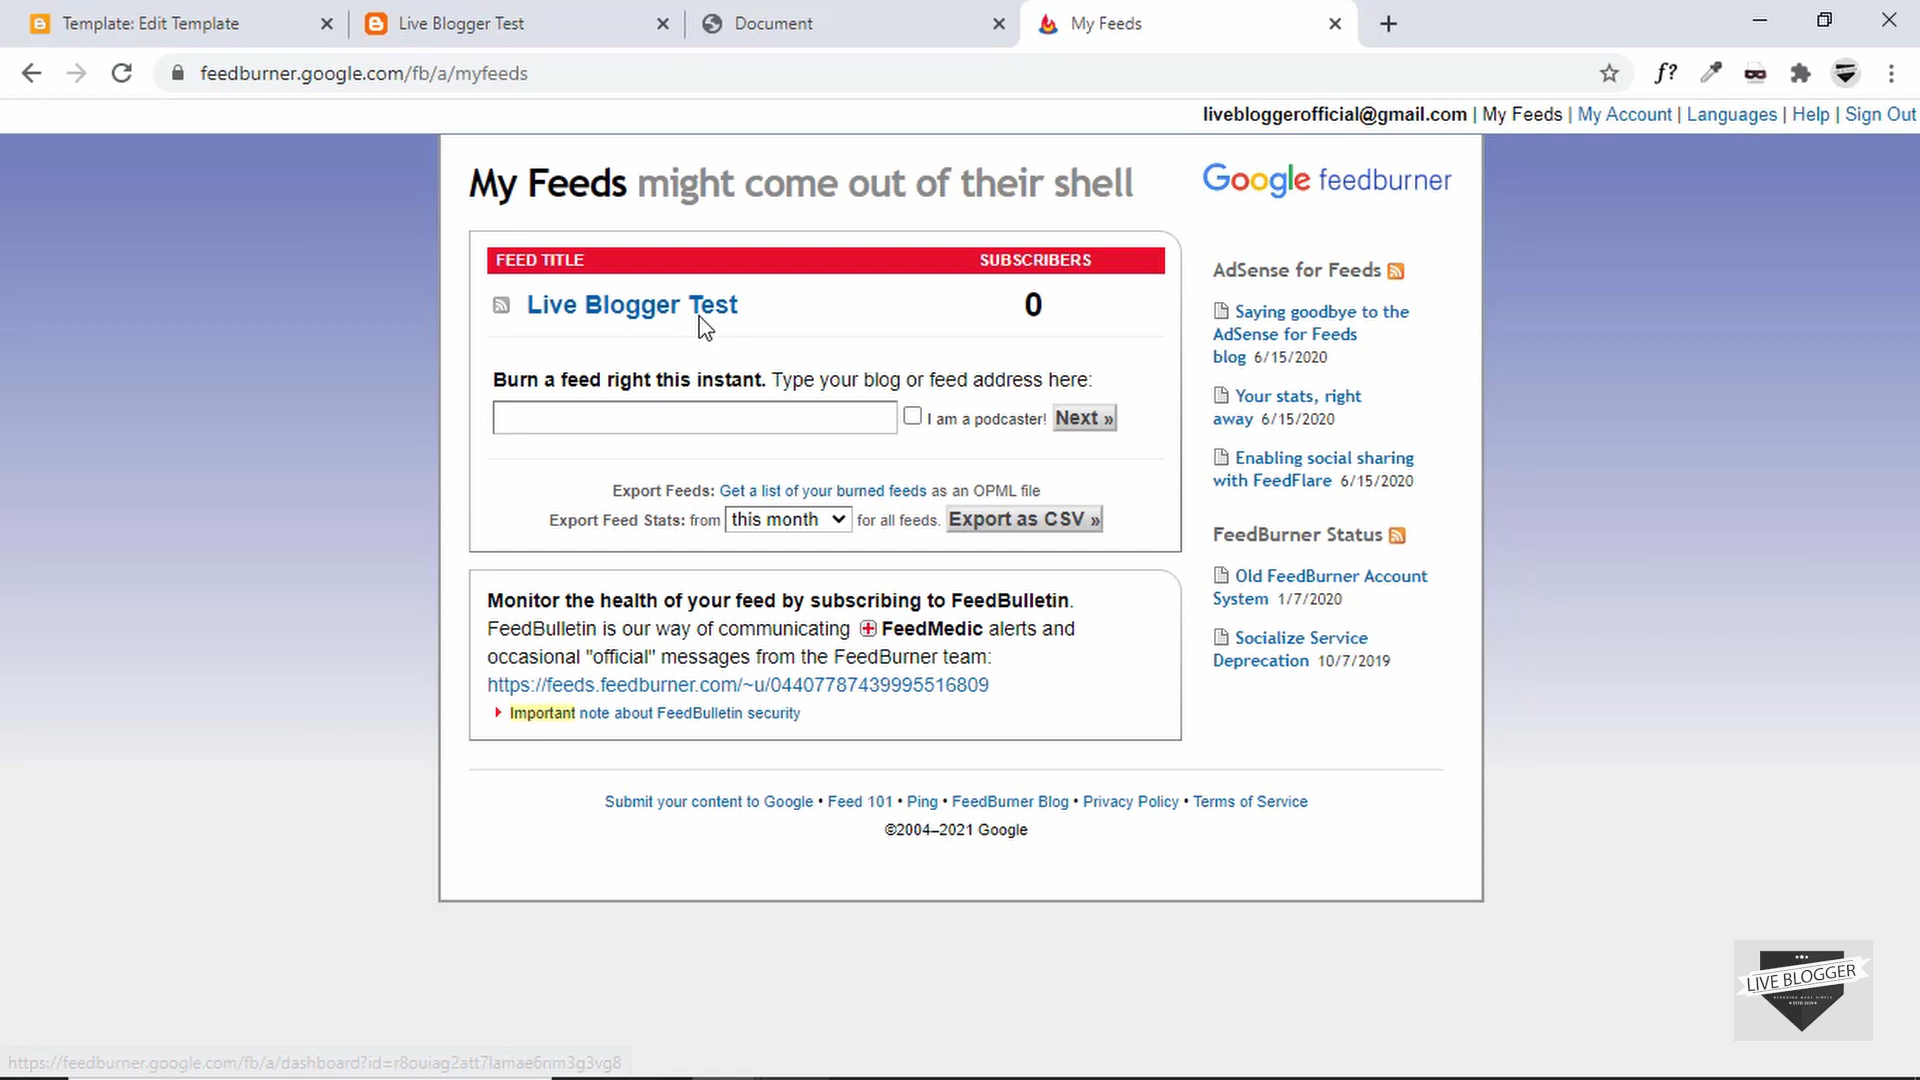 Template: Edit Template
Live Blogger Test
Document
My Feeds
feedburner.google.com/fb/a/myfeeds
f?
livebloggerofficial@gmail.com | My Feeds | My Account | Languages | Help | Sign Out
My Feeds might come out of their shell
Google feedburner
FEED TITLE SUBSCRIBERS
Live Blogger Test 0
Burn a feed right this instant. Type your blog or feed address here:
I am a podcaster! Next »
Export Feeds: Get a list of your burned feeds as an OPML file
Export Feed Stats: from this month for all feeds. Export as CSV »
Monitor the health of your feed by subscribing to FeedBulletin.
FeedBulletin is our way of communicating FeedMedic alerts and
occasional "official" messages from the FeedBurner team:
https://feeds.feedburner.com/~u/04407787439995516809
Important note about FeedBulletin security
AdSense for Feeds
Saying goodbye to the
AdSense for Feeds
blog 6/15/2020
Your stats, right
away 6/15/2020
Enabling social sharing
with FeedFlare 6/15/2020
FeedBurner Status
Old FeedBurner Account
System 1/7/2020
Socialize Service
Deprecation 10/7/2019
Submit your content to Google • Feed 101 • Ping • FeedBurner Blog • Privacy Policy • Terms of Service
©2004–2021 Google
LIVE BLOGGER
https://feedburner.google.com/fb/a/dashboard?id=r8ouiag2att7lamae6nm3g3vg8